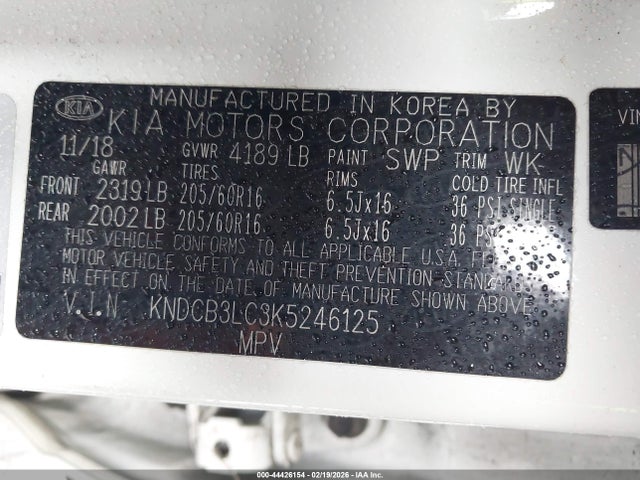 KIA
MANUFACTURED IN KOREA BY
KIA MOTORS CORPORATION
11/18 GVWR 4189 LB PAINT SWP TRIM WK
GAWR TIRES RIMS COLD TIRE INFL
FRONT 2319 LB 205/60R16 6.5Jx16 36 PSI SINGLE
REAR 2002 LB 205/60R16 6.5Jx16 36 PSI
THIS VEHICLE CONFORMS TO ALL APPLICABLE U.S.A.
MOTOR VEHICLE SAFETY AND THEFT PREVENTION STANDARDS
IN EFFECT ON THE DATE OF MANUFACTURE SHOWN ABOVE.
V.I.N KNDCB3LC3K5246125
MPV
VIN
000-44426154 - 02/19/2026 - IAA Inc.